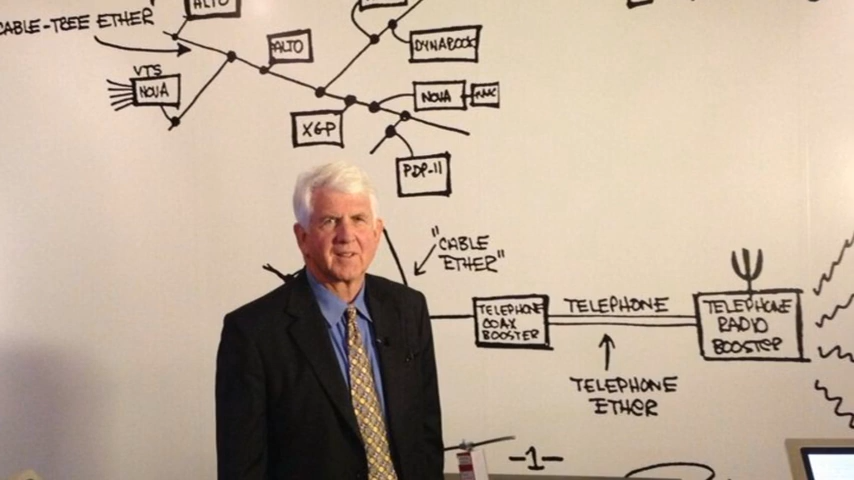 ALTO
CABLE-TREE ETHER"
ALTO
DYNABOOK
VTS
NOVA
NOVA
XGP
PDP-11
"CABLE
ETHER"
TELEPHONE
COAX
BOOSTER
TELEPHONE
TELEPHONE
RADIO
BOOSTER
TELEPHONE
ETHER
-1-